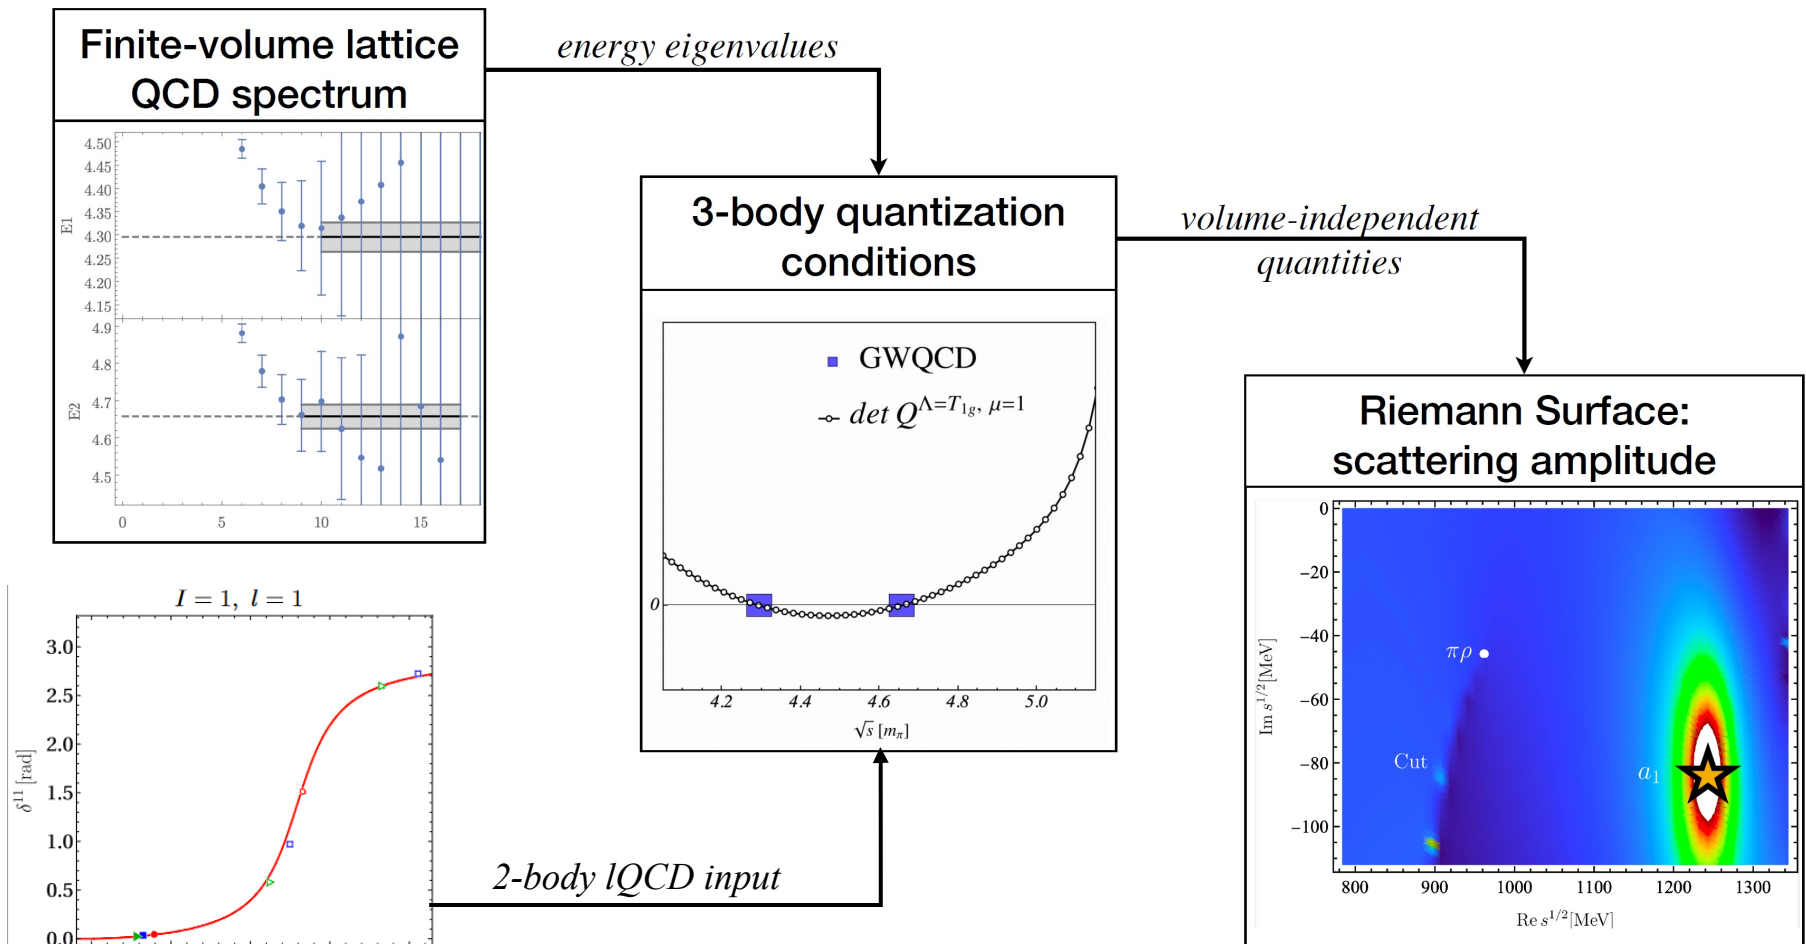 Finite-volume lattice
QCD spectrum
energy eigenvalues
4.50
4.45
4.40
4.35
4.30
4.25
4.20
4.15
E1
4.9
4.8
4.7
4.6
4.5
E2
0 5 10 15
3-body quantization
conditions
GWQCD
det Q^{Λ=T_{1g}, μ=1}
0
4.2 4.4 4.6 4.8 5.0
√s [m_π]
volume-independent
quantities
Riemann Surface:
scattering amplitude
0
−20
−40
−60
−80
−100
Im s^{1/2} [MeV]
πρ
Cut
a_1
800 900 1000 1100 1200 1300
Re s^{1/2} [MeV]
I = 1, l = 1
3.0
2.5
2.0
1.5
1.0
0.5
0.0
δ^{11} [rad]
2-body lQCD input